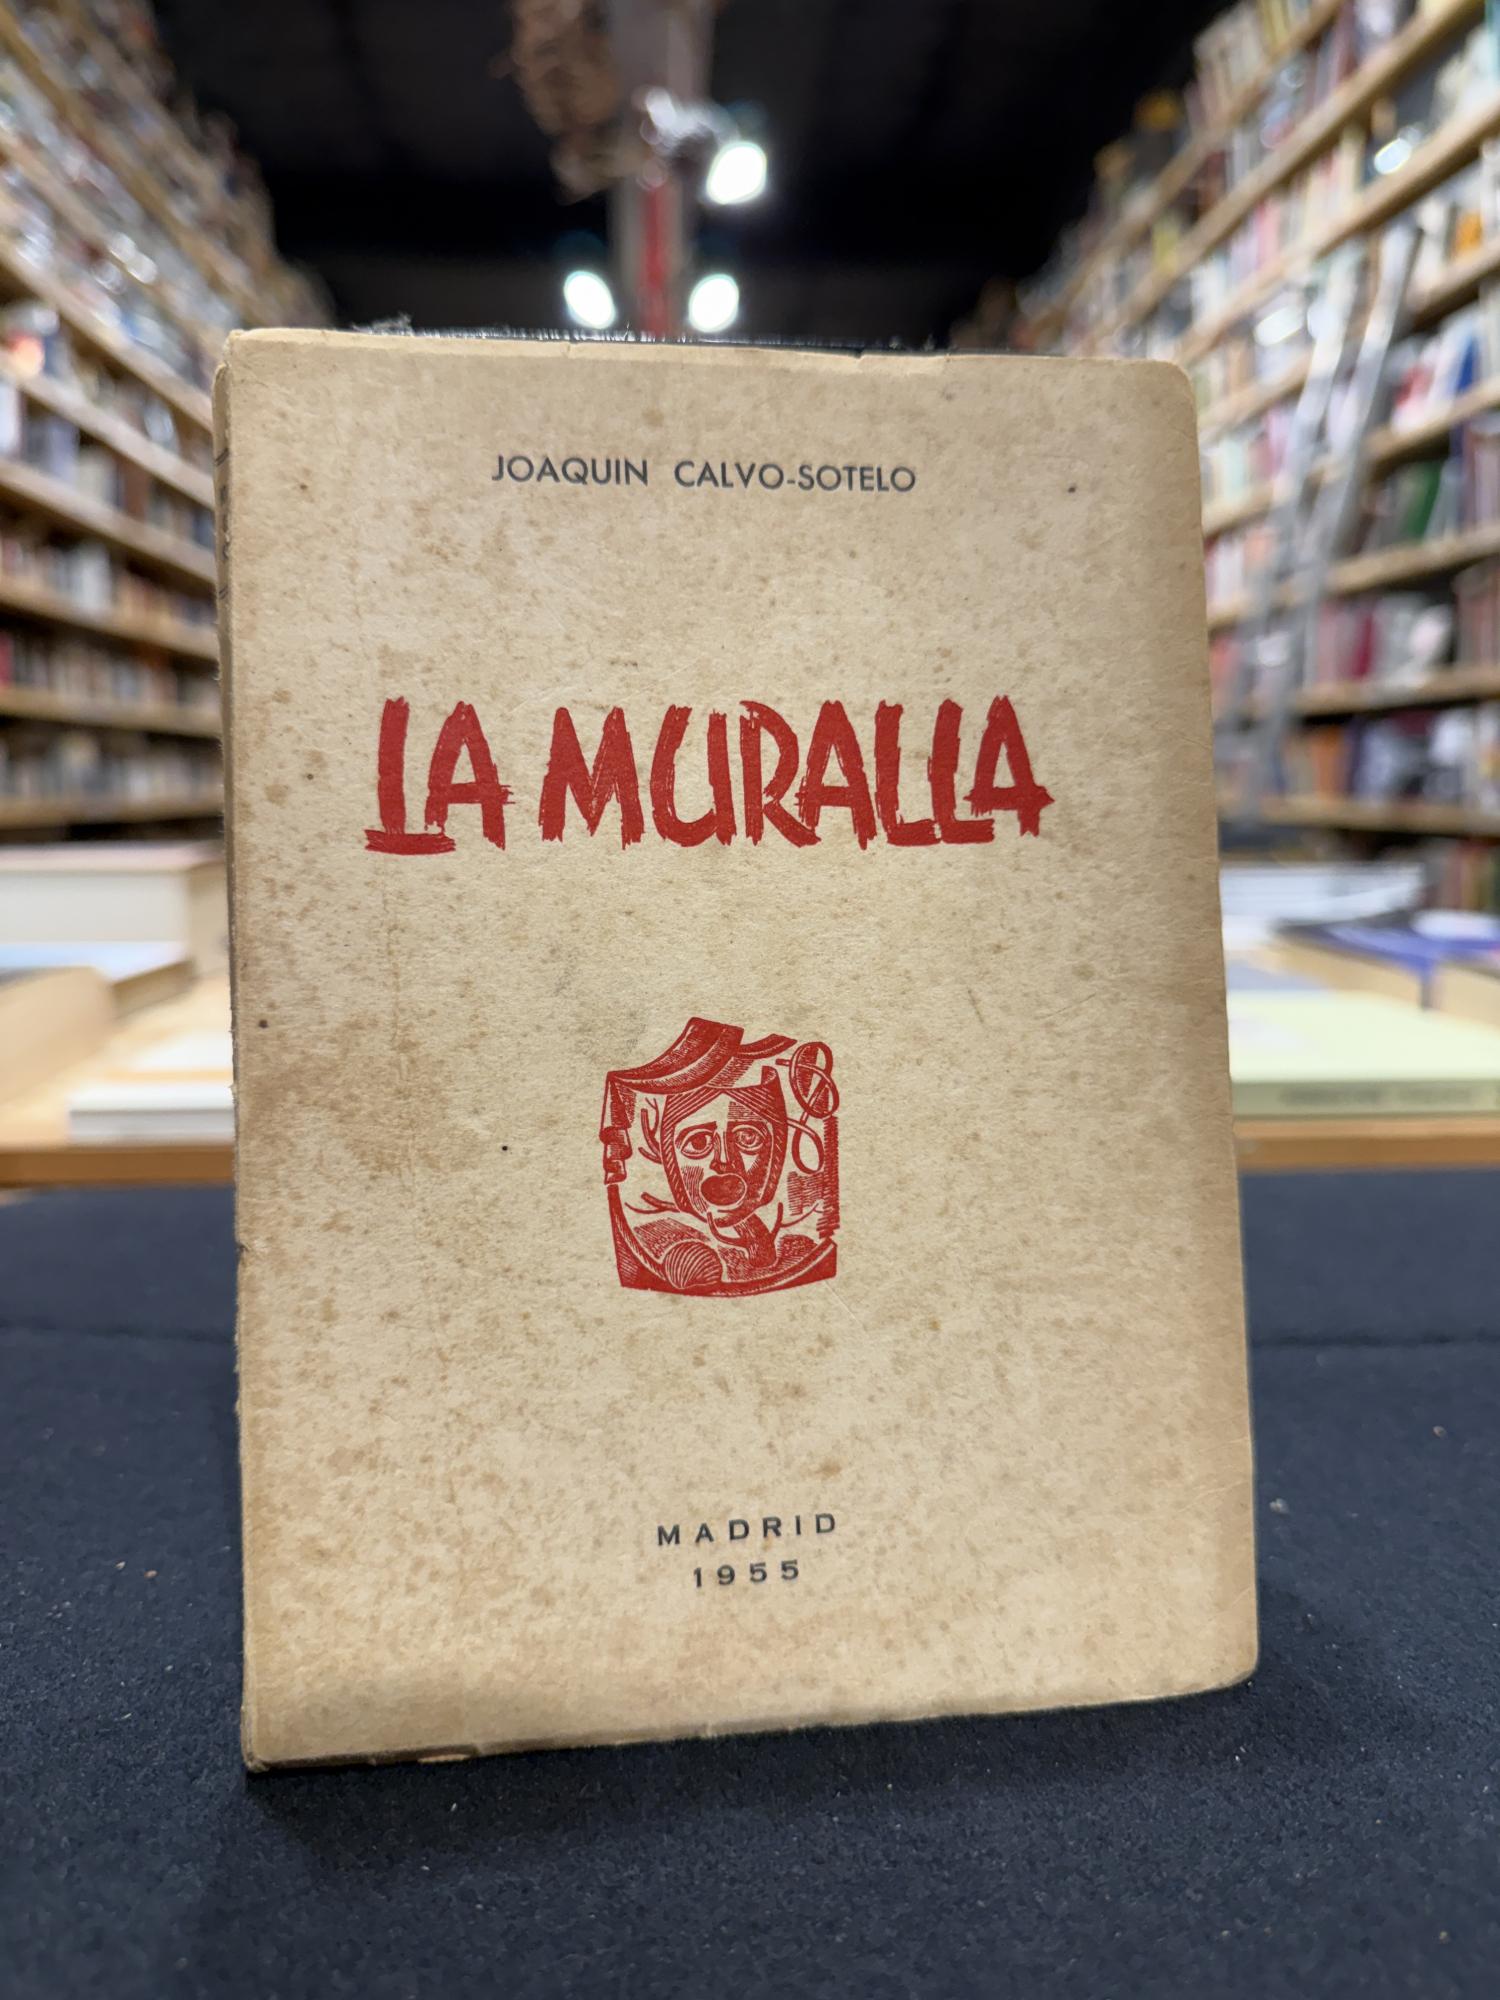 JOAQUIN CALVO-SOTELO
LA MURALLA
MADRID
1955